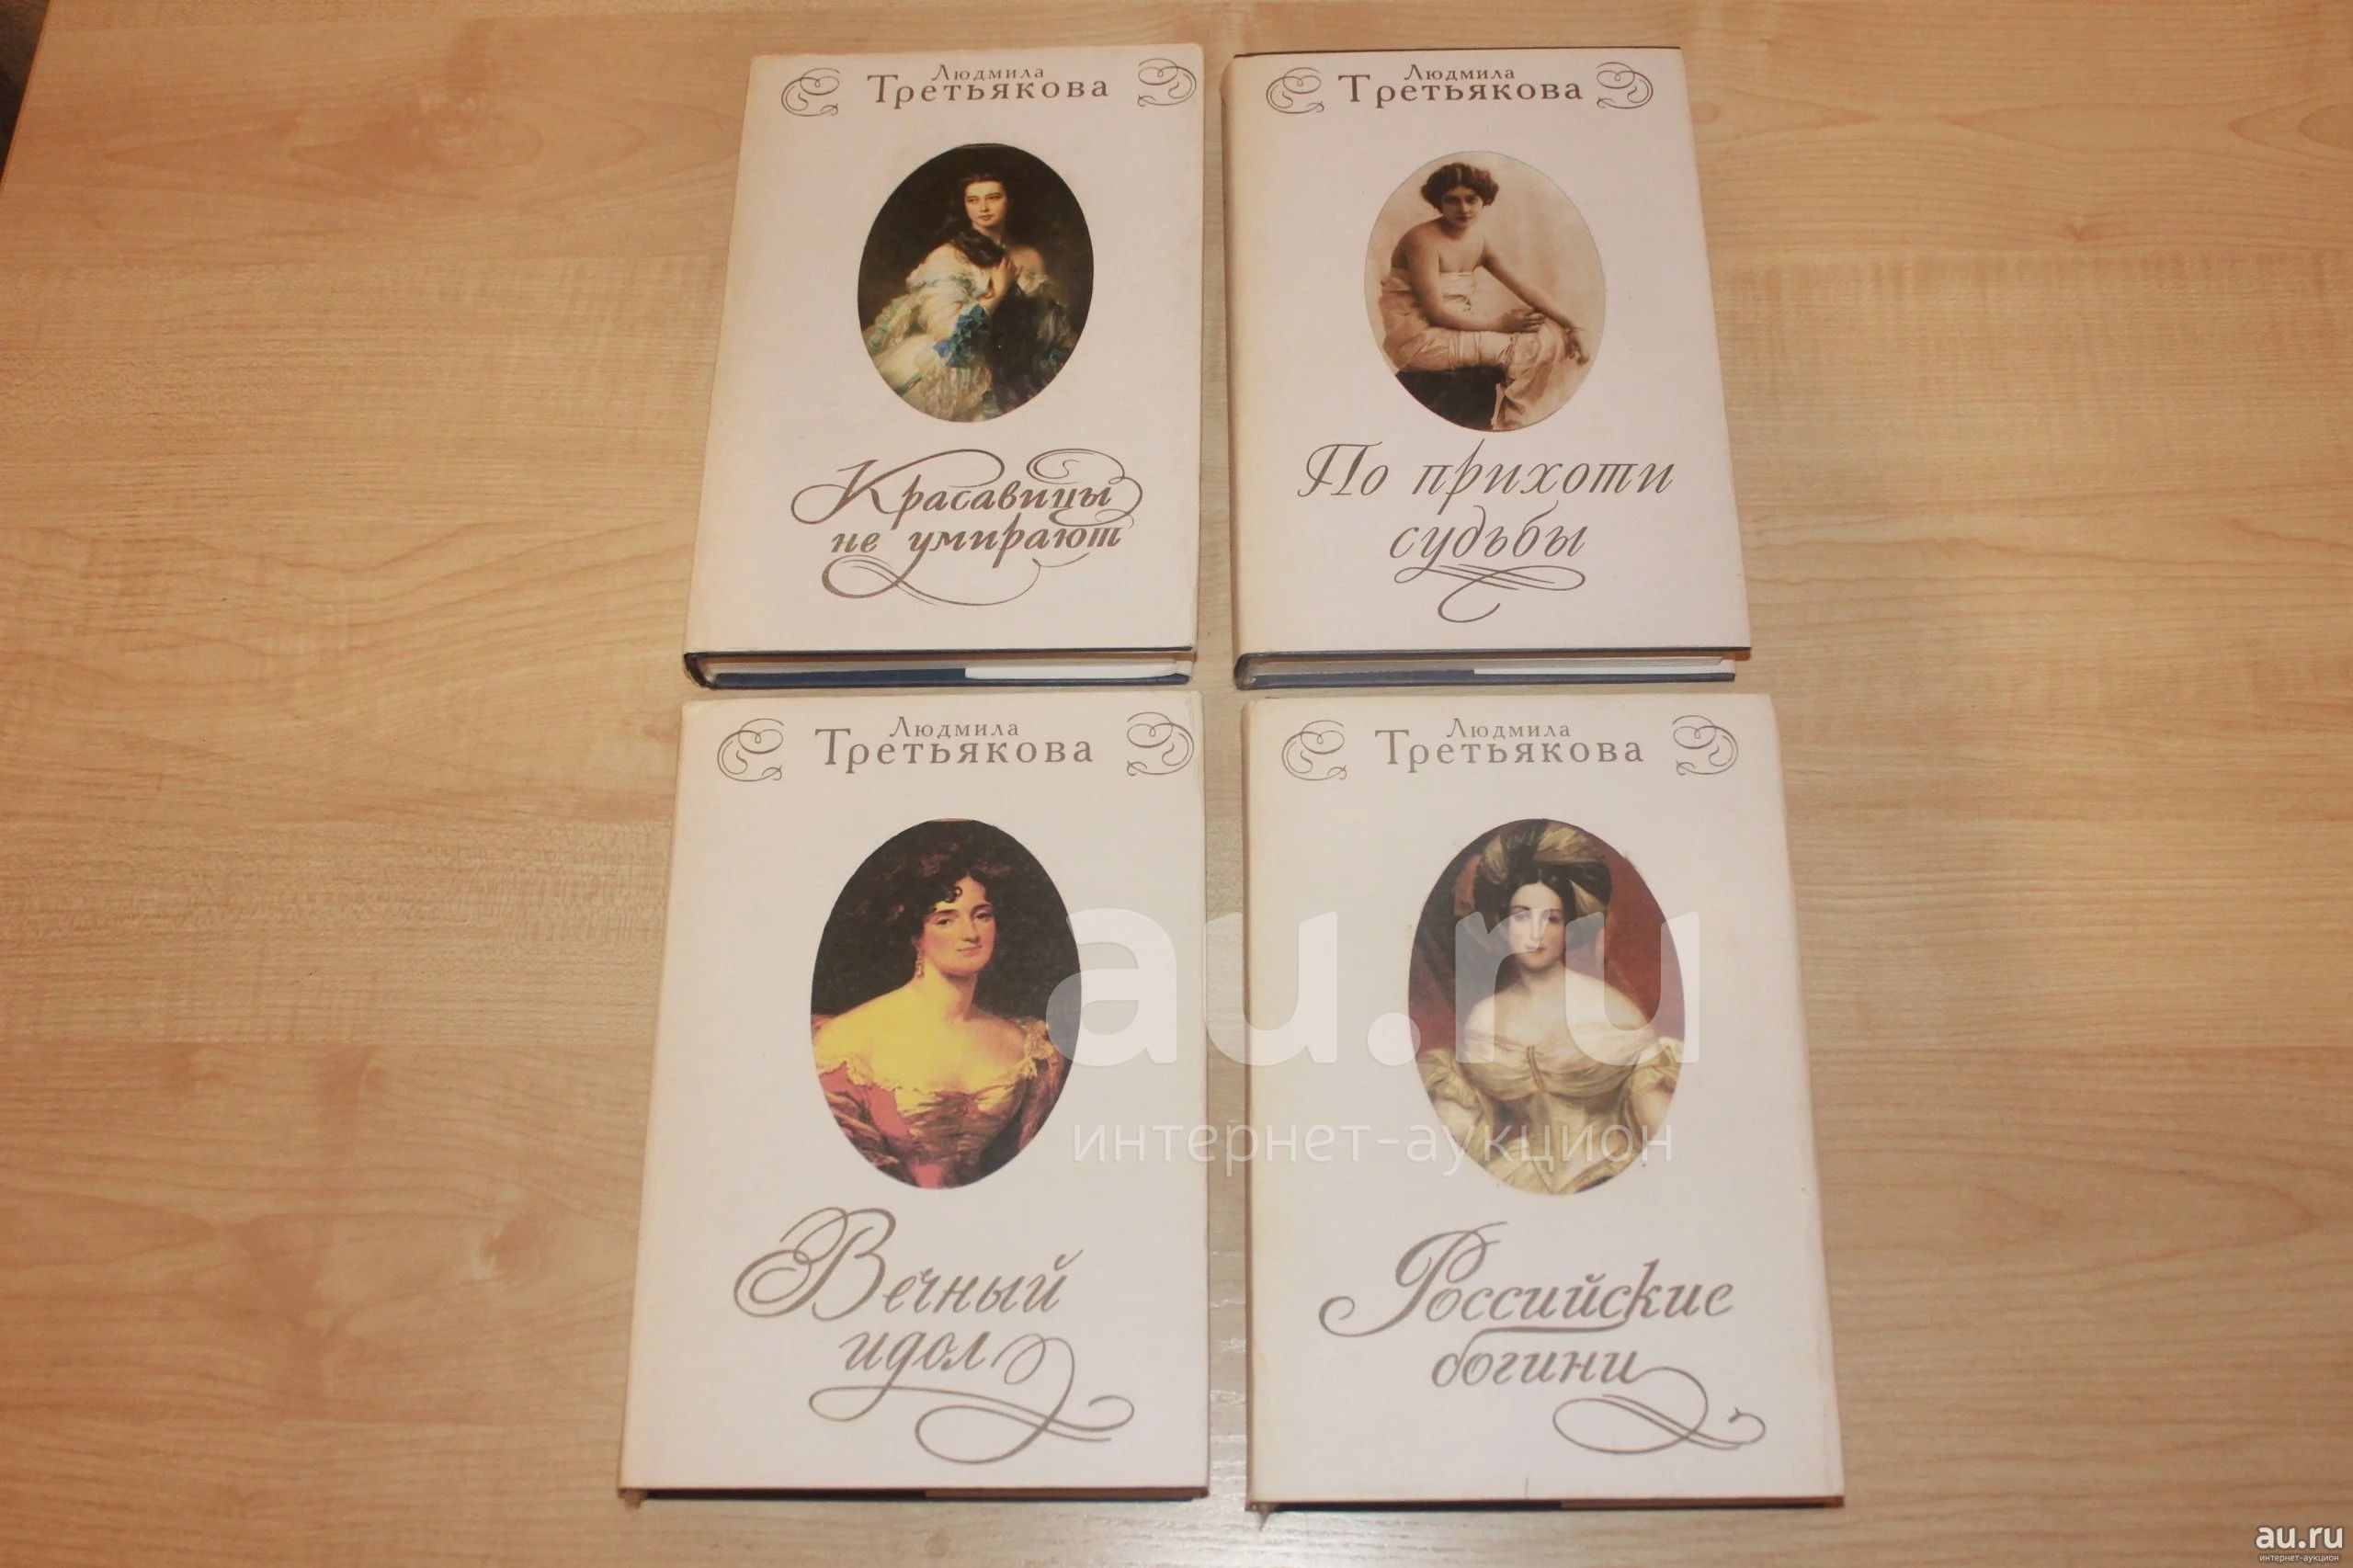 Людмила
Третьякова
Красавицы
не умирают
Людмила
Третьякова
По прихоти
судьбы
Людмила
Третьякова
Вечный
идол
Людмила
Третьякова
Российские
богини
au.ru
интернет-аукцион
au.ru
интернет-аукцион